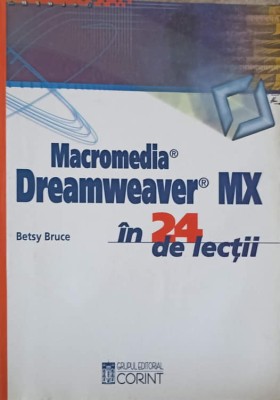 Macromedia®
Dreamweaver® MX
Betsy Bruce
în 24
de lecții
GRUPUL EDITORIAL
CORINT